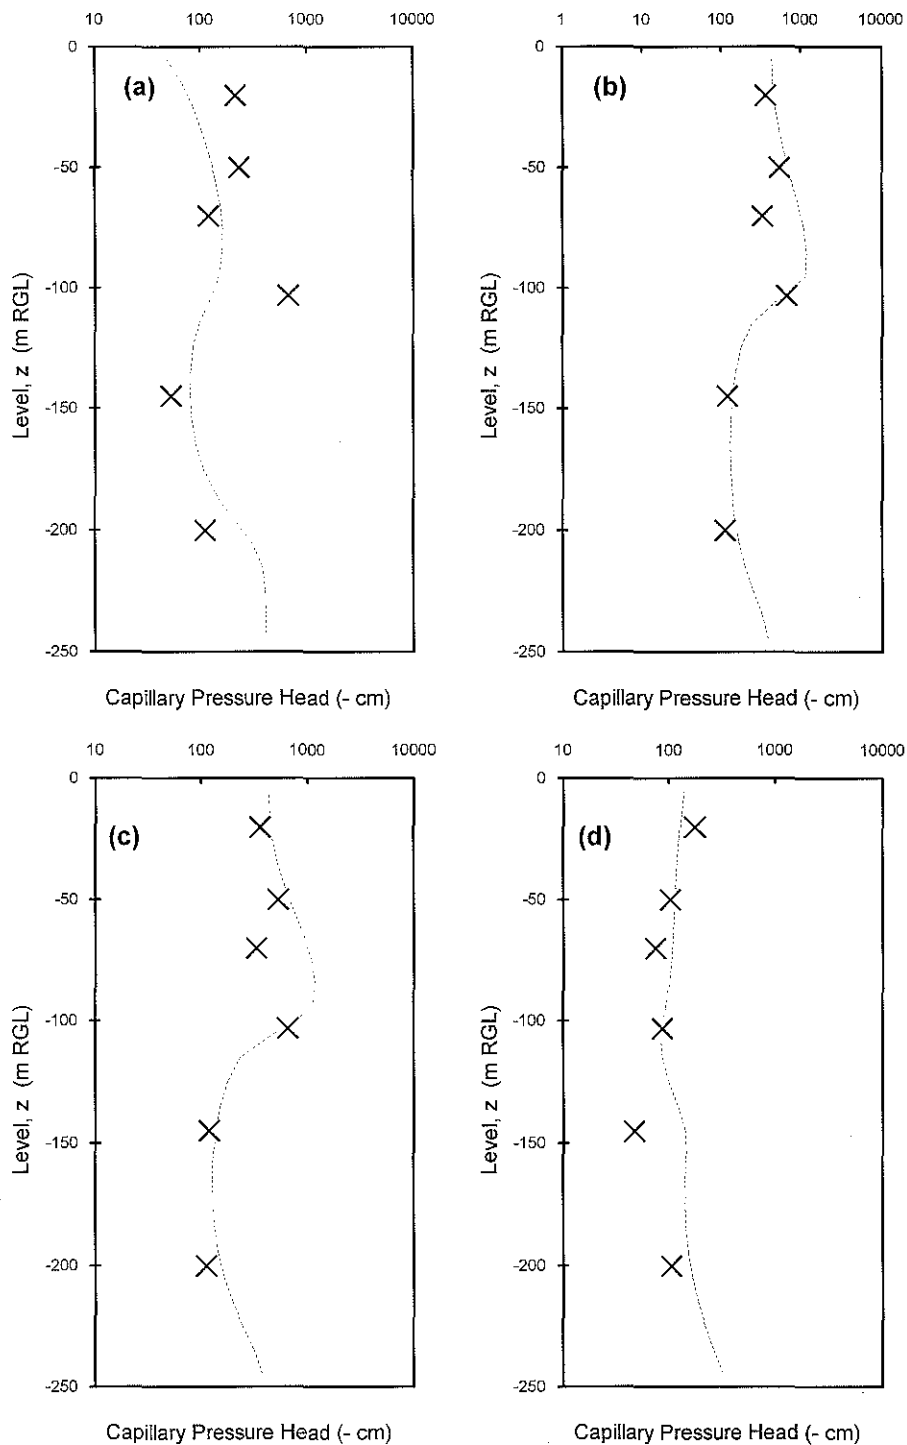 10 100 1000 10000
0
-50
-100
-150
-200
-250
Level, z (m RGL)
(a)
Capillary Pressure Head (- cm)
1 10 100 1000 10000
0
-50
-100
-150
-200
-250
Level, z (m RGL)
(b)
Capillary Pressure Head (- cm)
10 100 1000 10000
0
-50
-100
-150
-200
-250
Level, z (m RGL)
(c)
Capillary Pressure Head (- cm)
10 100 1000 10000
0
-50
-100
-150
-200
-250
Level, z (m RGL)
(d)
Capillary Pressure Head (- cm)